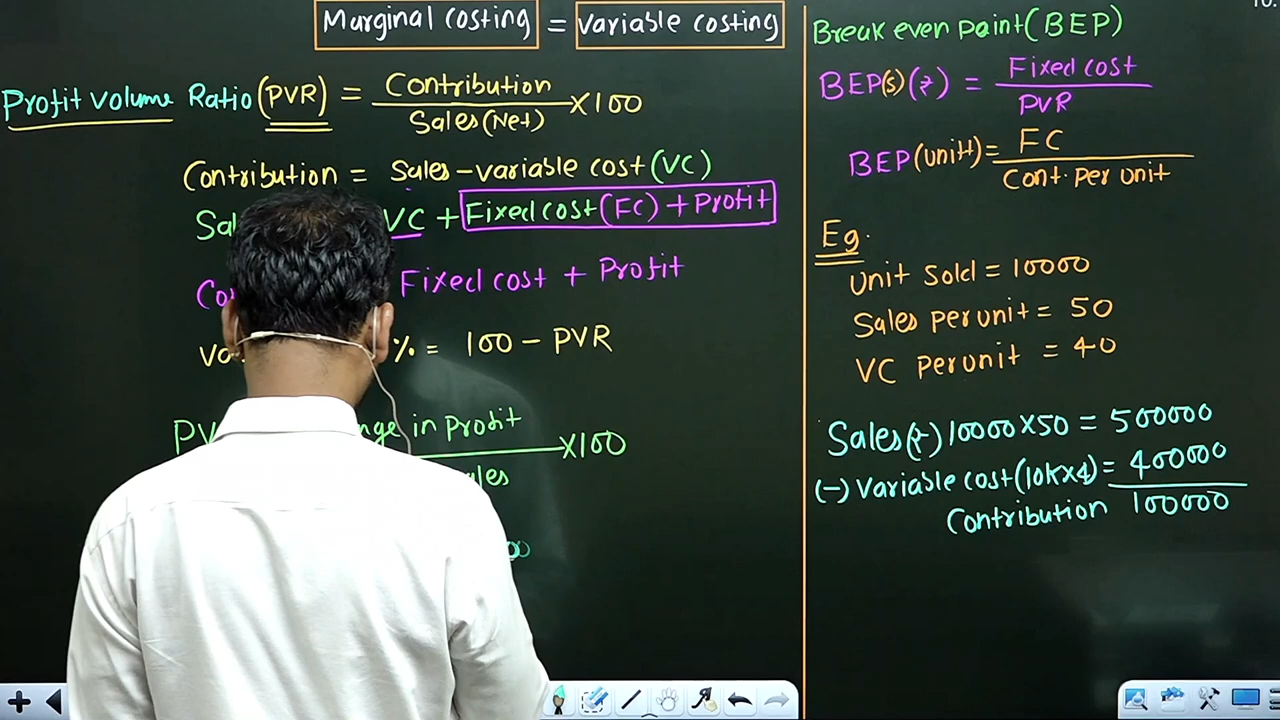 Marginal costing = Variable costing
Profit volume Ratio (PVR) = Contribution
Sales (Net) X100
Contribution = Sales - variable cost (VC)
VC + Fixed cost (FC) + Profit
Fixed cost + Profit
% = 100 - PVR
in Profit
X100
Break even point (BEP)
BEP(S) (₹) = Fixed cost
PVR
BEP (unit) = FC
Cont. per unit
Eg.
Unit Sold = 10000
Sales per unit = 50
VC per unit = 40
Sales (₹) 10000 X 50 = 500000
(-) Variable cost (10K X 4) = 400000
Contribution 100000